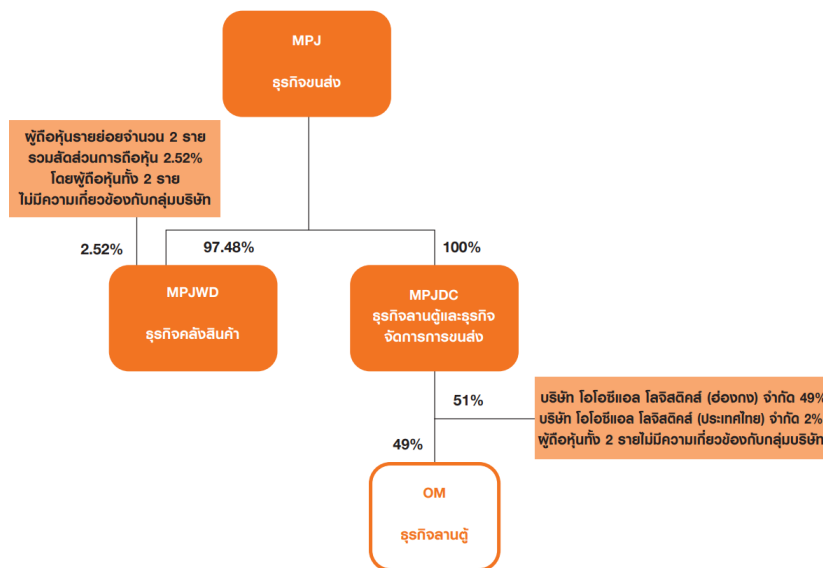 MPJ
ธุรกิจขนส่ง
ผู้ถือหุ้นรายย่อยจำนวน 2 ราย
รวมสัดส่วนการถือหุ้น 2.52%
โดยผู้ถือหุ้นทั้ง 2 ราย
ไม่มีความเกี่ยวข้องกับกลุ่มบริษัท
2.52%
97.48%
100%
MPJWD
ธุรกิจคลังสินค้า
MPJDC
ธุรกิจลานตู้และธุรกิจ
จัดการการขนส่ง
51%
บริษัท โอโอซีแอล โลจิสติคส์ (ฮ่องกง) จำกัด 49%
บริษัท โอโอซีแอล โลจิสติคส์ (ประเทศไทย) จำกัด 2%
ผู้ถือหุ้นทั้ง 2 รายไม่มีความเกี่ยวข้องกับกลุ่มบริษัท
49%
OM
ธุรกิจลานตู้